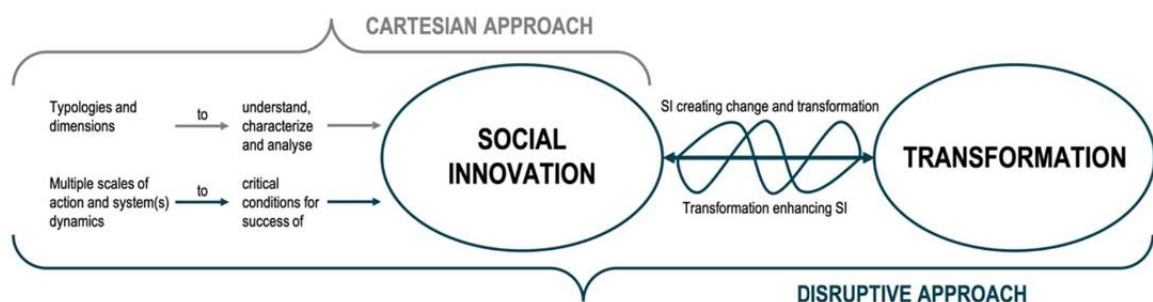 CARTESIAN APPROACH
Typologies and
dimensions
to
understand,
characterize
and analyse
Multiple scales of
action and system(s)
dynamics
to
critical
conditions for
success of
SOCIAL
INNOVATION
SI creating change and transformation
Transformation enhancing SI
TRANSFORMATION
DISRUPTIVE APPROACH